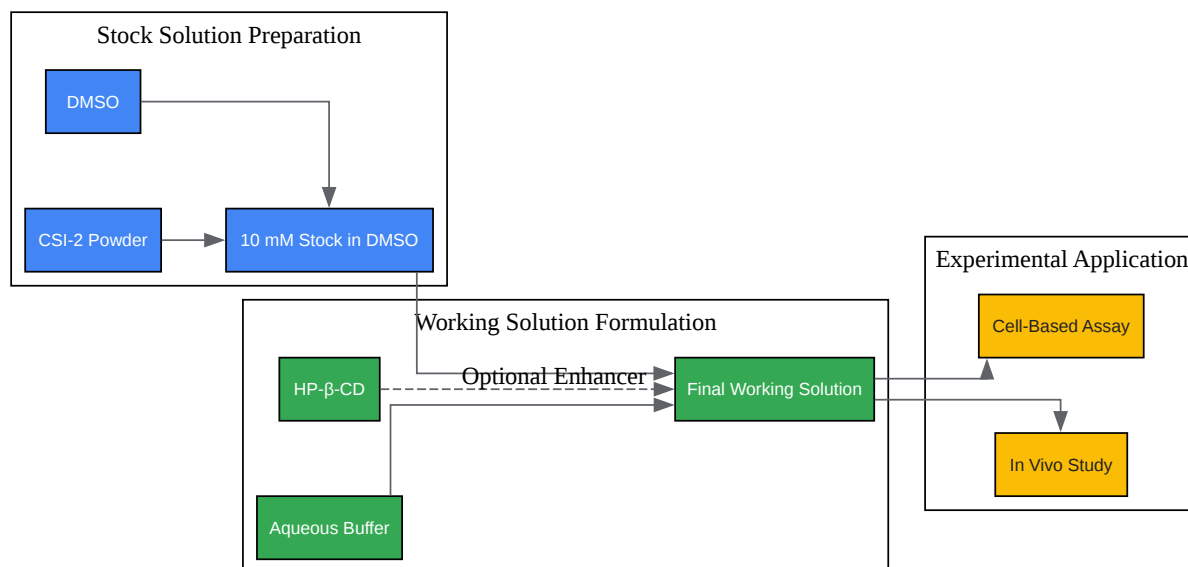 Stock Solution Preparation
DMSO
CSI-2 Powder
10 mM Stock in DMSO
Working Solution Formulation
HP-β-CD
Optional Enhancer
Final Working Solution
Aqueous Buffer
Experimental Application
Cell-Based Assay
In Vivo Study